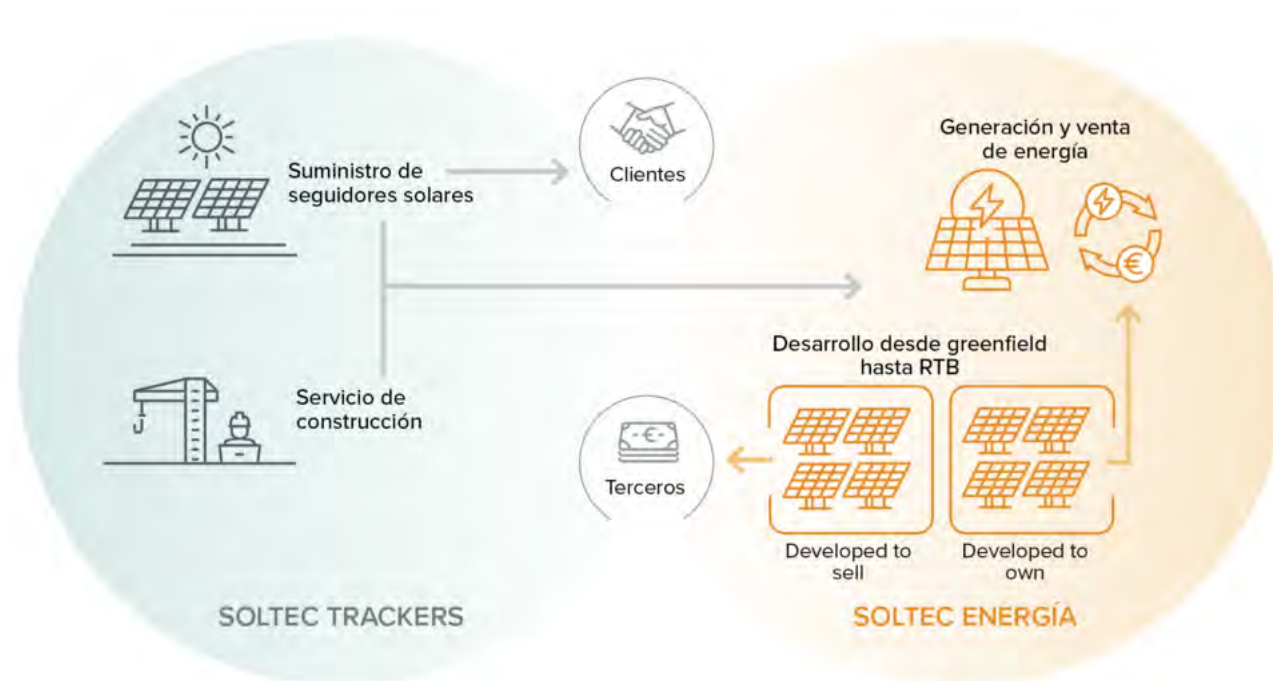 Suministro de
seguidores solares
Servicio de
construcción
SOLTEC TRACKERS
Clientes
-€-
Terceros
Generación y venta
de energía
€
Desarrollo desde greenfield
hasta RTB
Developed to
sell
Developed to
own
SOLTEC ENERGÍA